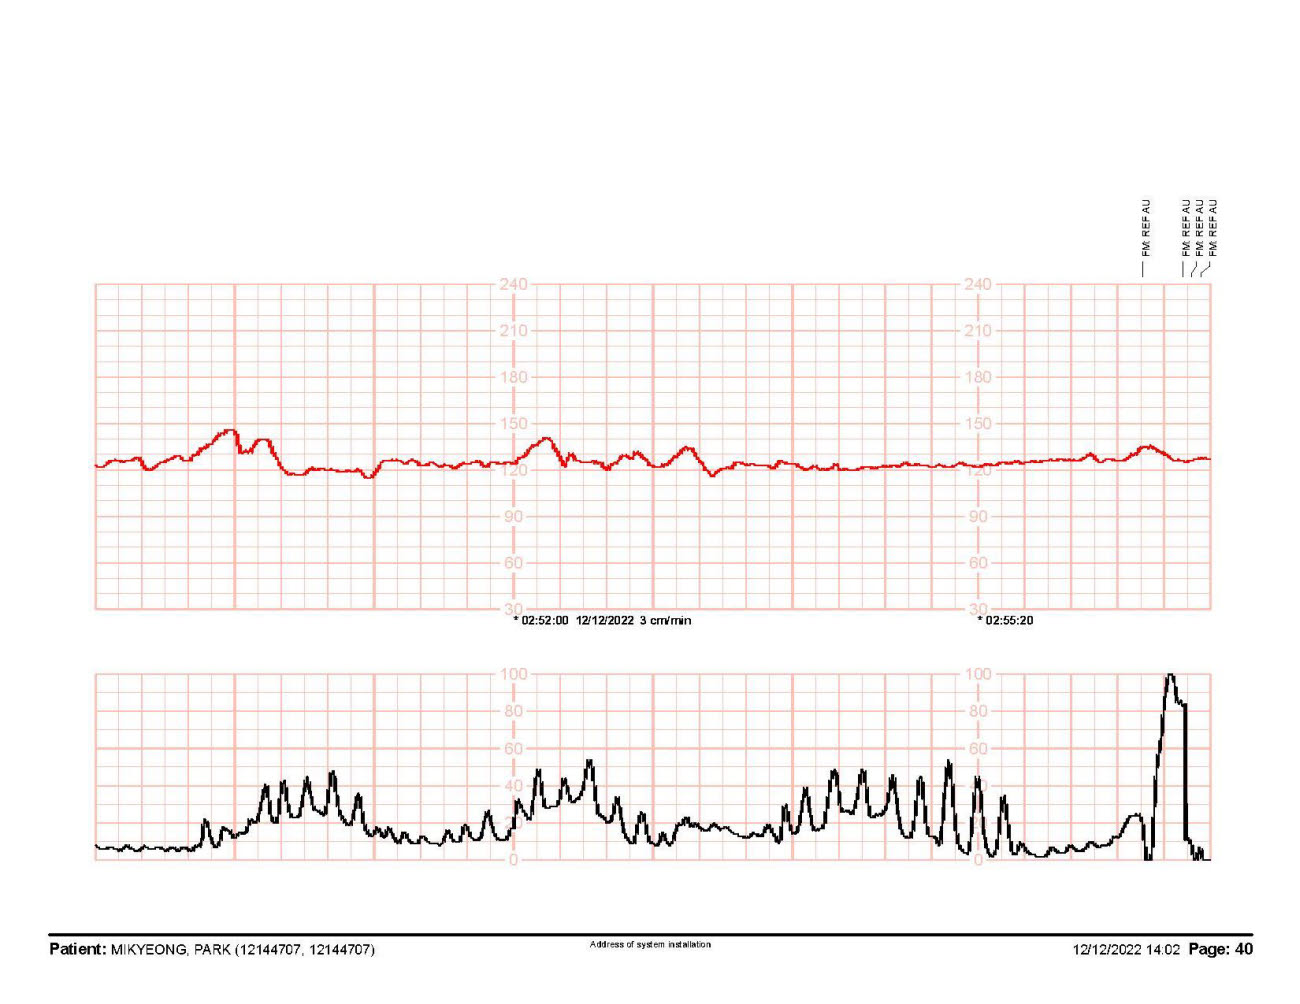 FM: REF AU
FM: REF AU
FM: REF AU
FM: REF AU
240 240
210 210
180 180
150 150
120 120
90 90
60 60
30 30
* 02:52:00 12/12/2022 3 cm/min * 02:55:20
100 100
80 80
60 60
40 40
20 20
0 0
Patient: MIKYEONG, PARK (12144707, 12144707) Address of system installation 12/12/2022 14:02 Page: 40